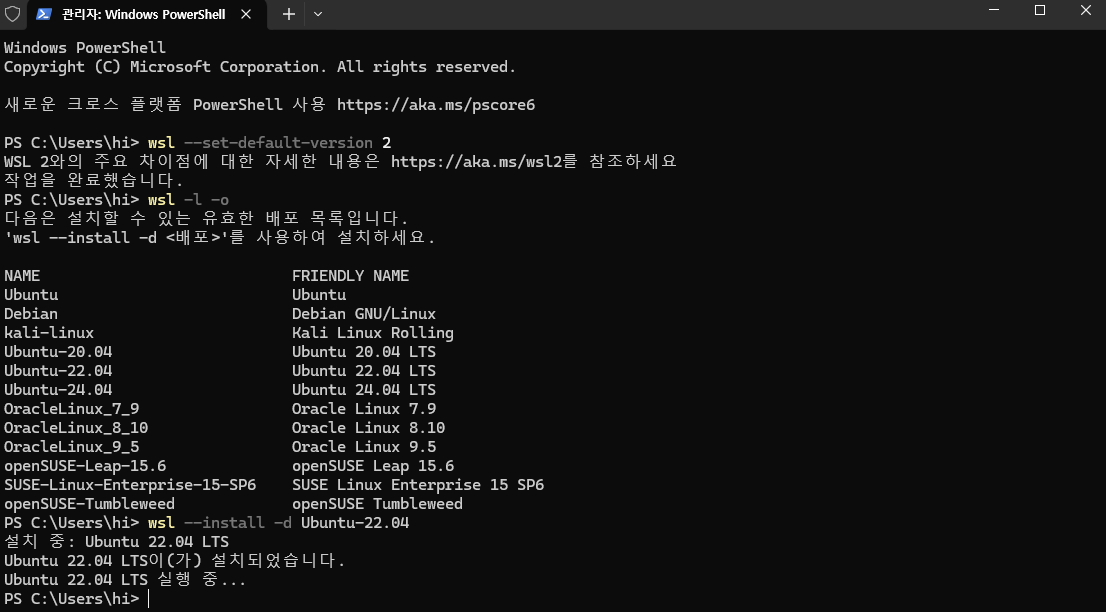 관리자: Windows PowerShell
Windows PowerShell
Copyright (C) Microsoft Corporation. All rights reserved.
새로운 크로스 플랫폼 PowerShell 사용 https://aka.ms/pscore6
PS C:\Users\hi> wsl --set-default-version 2
WSL 2와의 주요 차이점에 대한 자세한 내용은 https://aka.ms/wsl2를 참조하세요
작업을 완료했습니다.
PS C:\Users\hi> wsl -l -o
다음은 설치할 수 있는 유효한 배포 목록입니다.
'wsl --install -d <배포>'를 사용하여 설치하세요.
NAME FRIENDLY NAME
Ubuntu Ubuntu
Debian Debian GNU/Linux
kali-linux Kali Linux Rolling
Ubuntu-20.04 Ubuntu 20.04 LTS
Ubuntu-22.04 Ubuntu 22.04 LTS
Ubuntu-24.04 Ubuntu 24.04 LTS
OracleLinux_7_9 Oracle Linux 7.9
OracleLinux_8_10 Oracle Linux 8.10
OracleLinux_9_5 Oracle Linux 9.5
openSUSE-Leap-15.6 openSUSE Leap 15.6
SUSE-Linux-Enterprise-15-SP6 SUSE Linux Enterprise 15 SP6
openSUSE-Tumbleweed openSUSE Tumbleweed
PS C:\Users\hi> wsl --install -d Ubuntu-22.04
설치 중: Ubuntu 22.04 LTS
Ubuntu 22.04 LTS이(가) 설치되었습니다.
Ubuntu 22.04 LTS 실행 중...
PS C:\Users\hi>